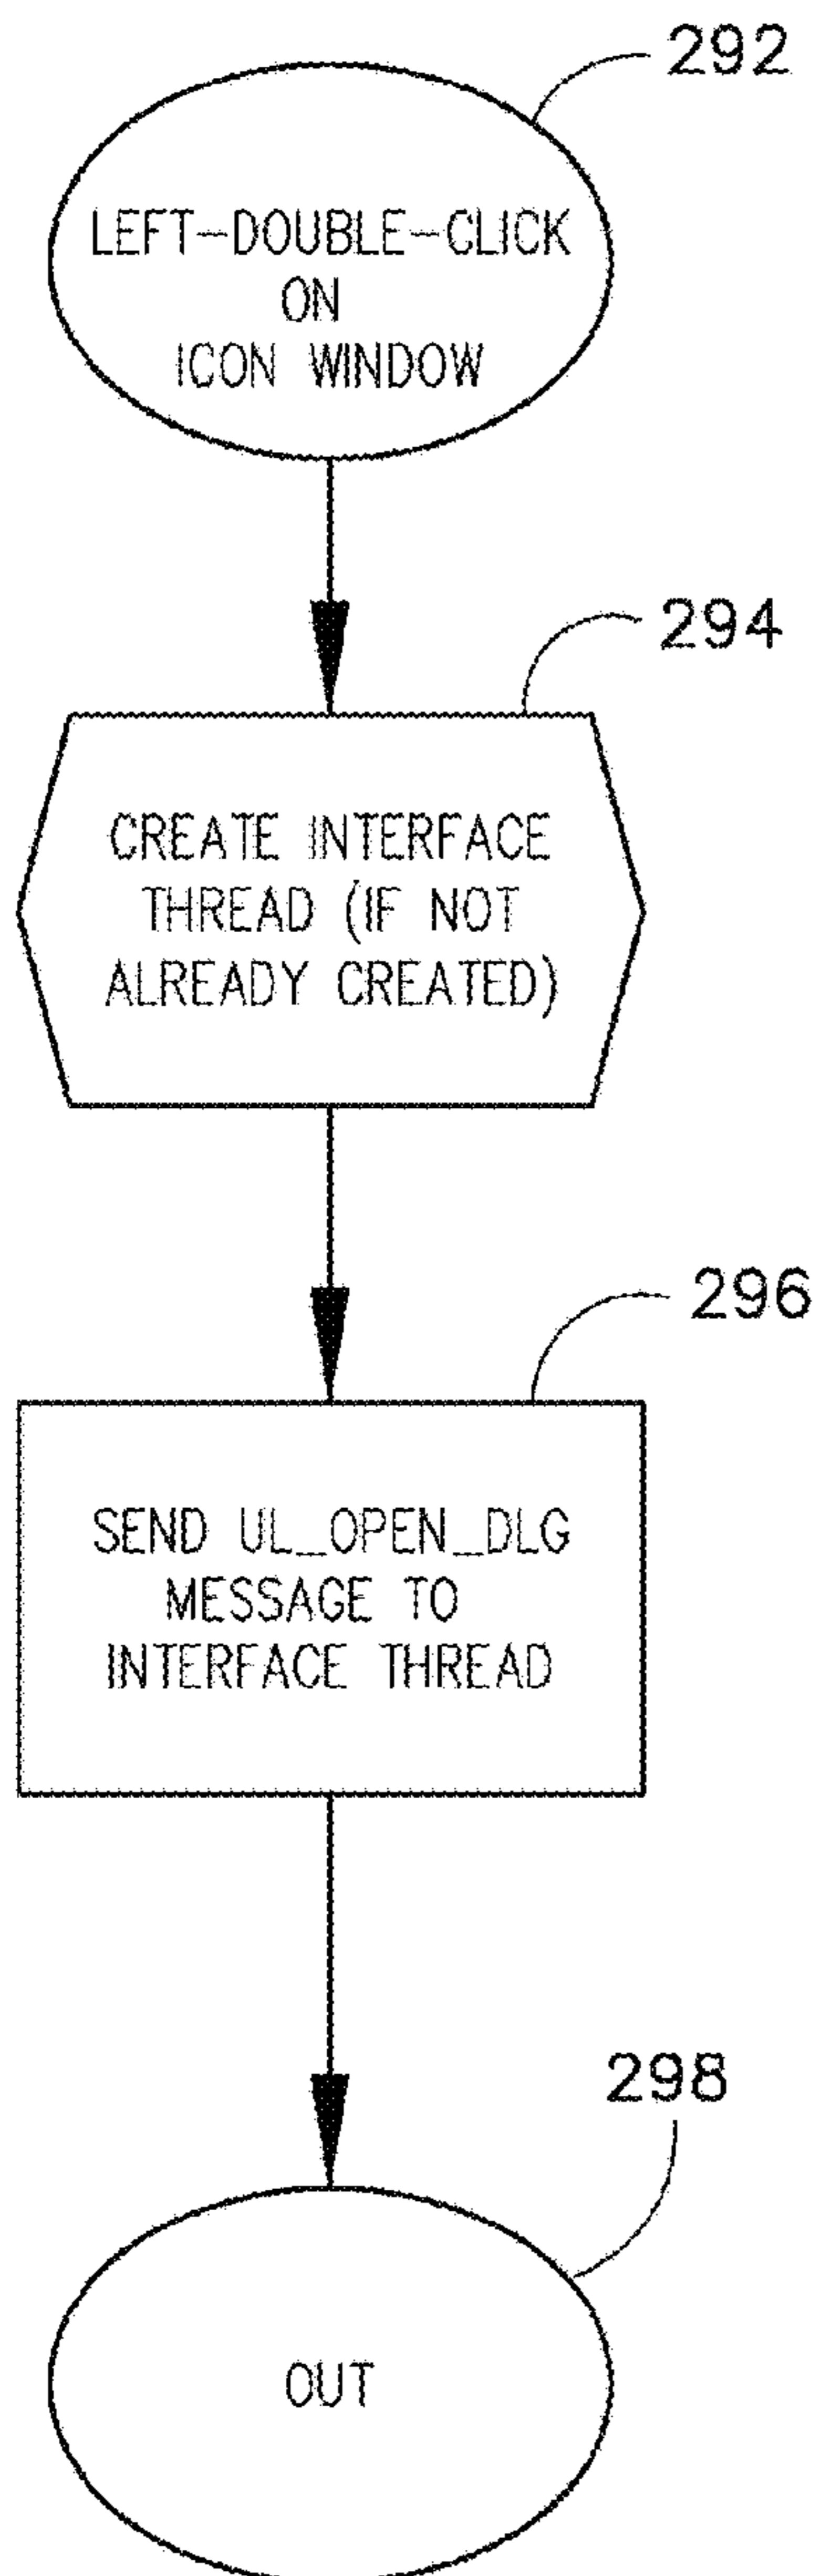 292
LEFT-DOUBLE-CLICK
ON
ICON WINDOW
294
CREATE INTERFACE
THREAD (IF NOT
ALREADY CREATED)
296
SEND UL_OPEN_DLG
MESSAGE TO
INTERFACE THREAD
298
OUT